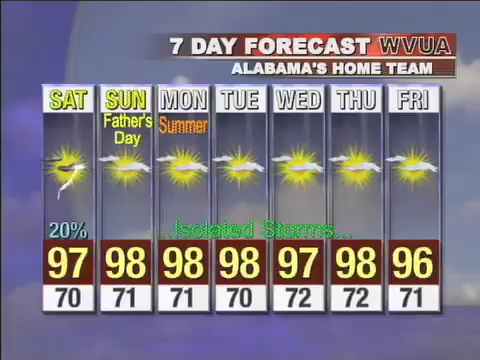 7 DAY FORECAST WVUA
ALABAMA'S HOME TEAM
SAT SUN MON TUE WED THU FRI
Father's Day
Summer
20%
...Isolated Storms...
97 98 98 98 97 98 96
70 71 71 70 72 72 71